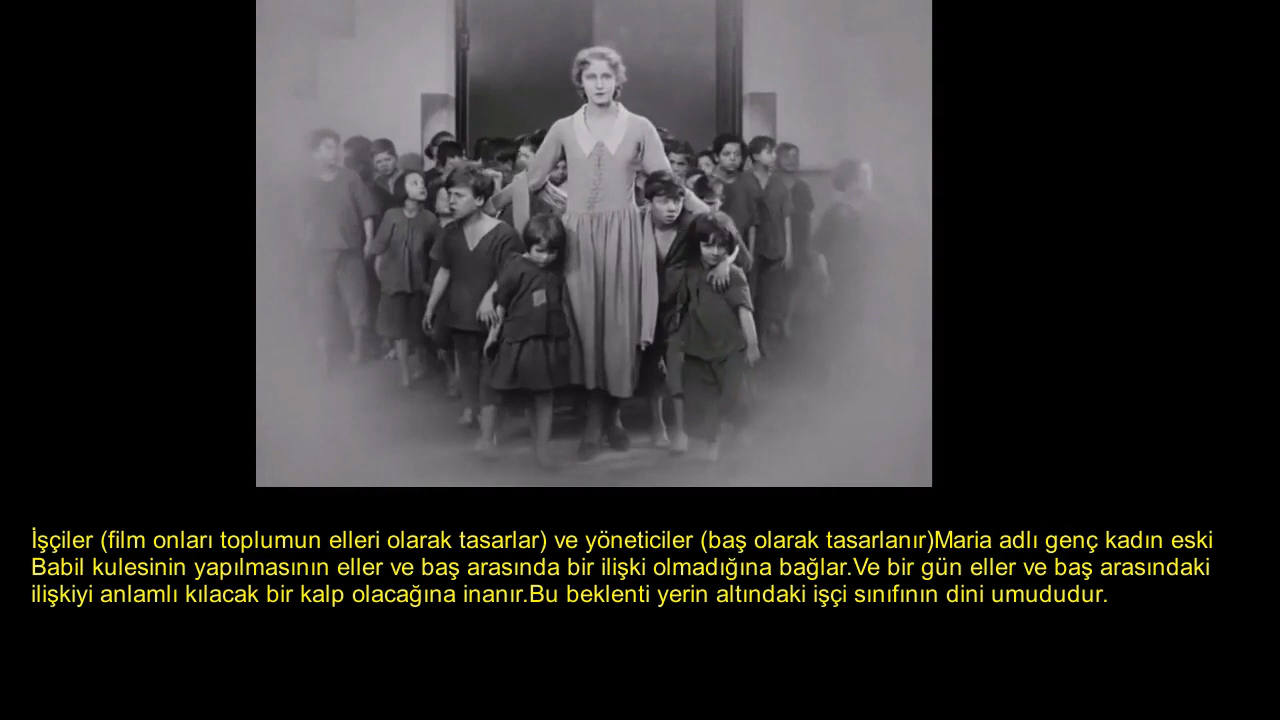 İşçiler (film onları toplumun elleri olarak tasarlar) ve yöneticiler (baş olarak tasarlanır)Maria adlı genç kadın eski
Babil kulesinin yapılmasının eller ve baş arasında bir ilişki olmadığına bağlar.Ve bir gün eller ve baş arasındaki
ilişkiyi anlamlı kılacak bir kalp olacağına inanır.Bu beklenti yerin altındaki işçi sınıfının dini umududur.